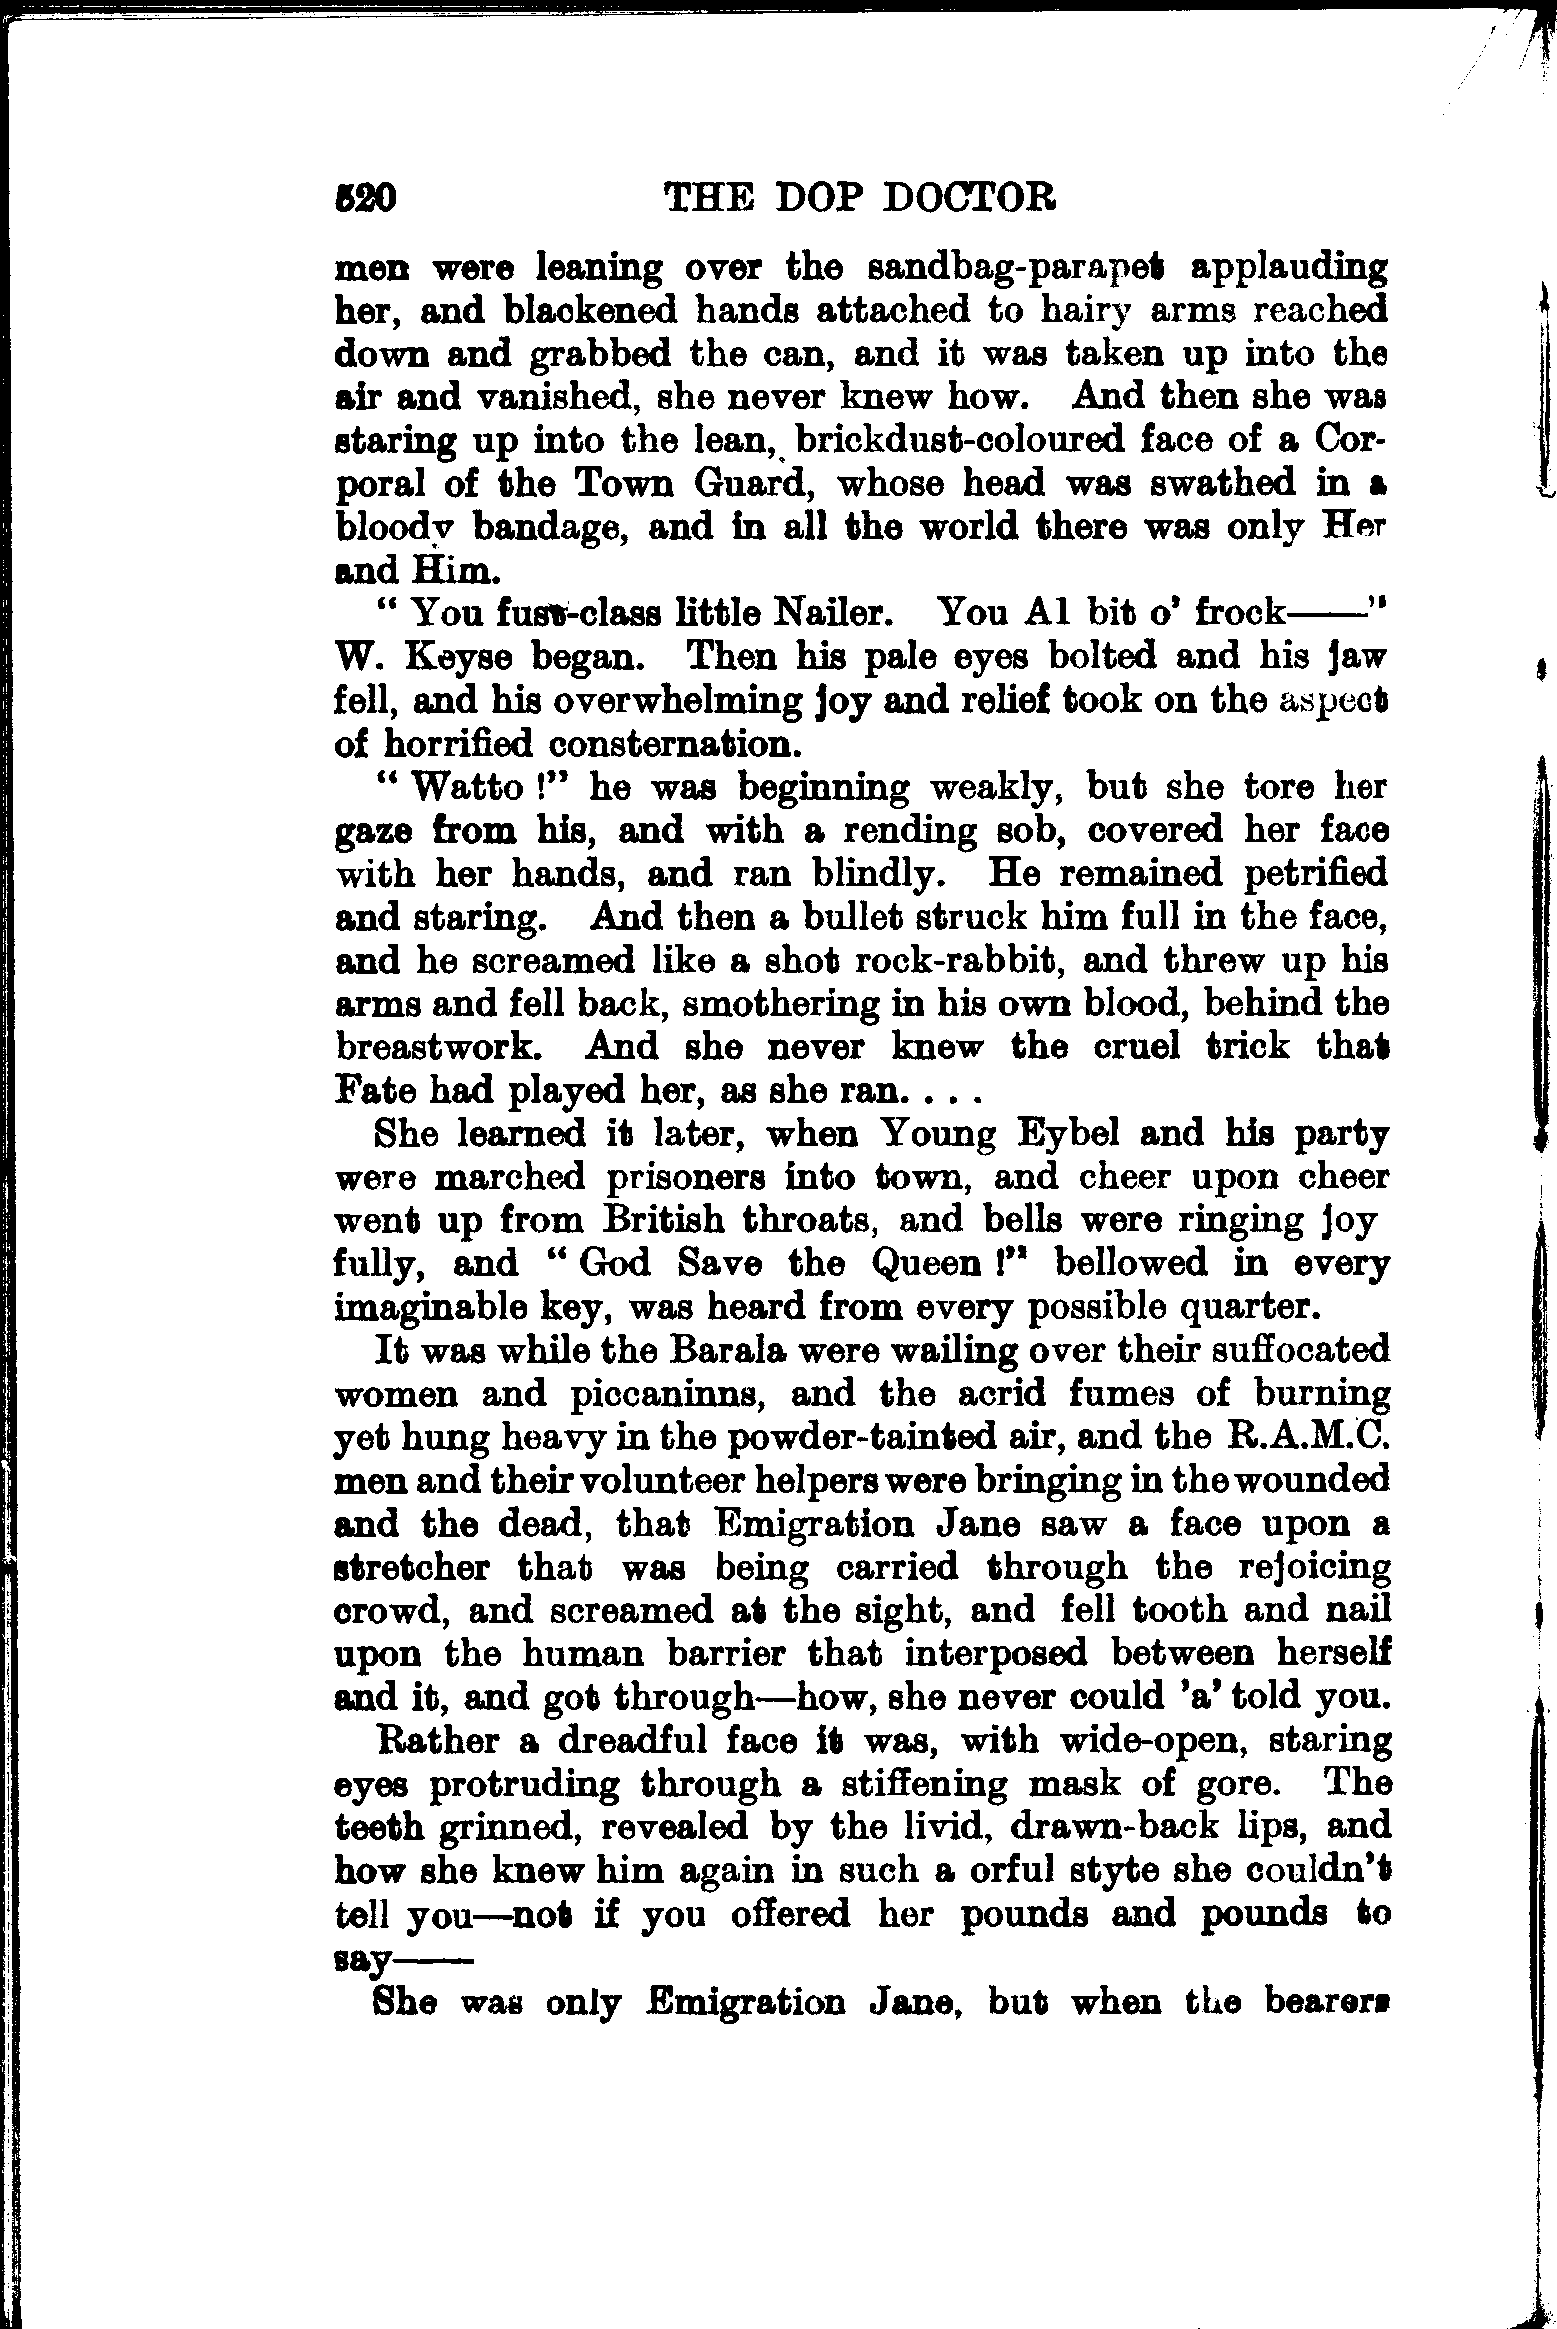 520 THE DOP DOCTOR
men were leaning over the sandbag-parapet applauding
her, and blackened hands attached to hairy arms reached
down and grabbed the can, and it was taken up into the
air and vanished, she never knew how. And then she was
staring up into the lean, brickdust-coloured face of a Cor-
poral of the Town Guard, whose head was swathed in a
bloody bandage, and in all the world there was only Her
and Him.
“ You fust-class little Nailer. You A1 bit o’ frock——”
W. Keyse began. Then his pale eyes bolted and his jaw
fell, and his overwhelming joy and relief took on the aspect
of horrified consternation.
“ Watto !” he was beginning weakly, but she tore her
gaze from his, and with a rending sob, covered her face
with her hands, and ran blindly. He remained petrified
and staring. And then a bullet struck him full in the face,
and he screamed like a shot rock-rabbit, and threw up his
arms and fell back, smothering in his own blood, behind the
breastwork. And she never knew the cruel trick that
Fate had played her, as she ran. . . .
She learned it later, when Young Eybel and his party
were marched prisoners into town, and cheer upon cheer
went up from British throats, and bells were ringing joy
fully, and “ God Save the Queen !” bellowed in every
imaginable key, was heard from every possible quarter.
It was while the Barala were wailing over their suffocated
women and piccaninns, and the acrid fumes of burning
yet hung heavy in the powder-tainted air, and the R.A.M.C.
men and their volunteer helpers were bringing in the wounded
and the dead, that Emigration Jane saw a face upon a
stretcher that was being carried through the rejoicing
crowd, and screamed at the sight, and fell tooth and nail
upon the human barrier that interposed between herself
and it, and got through—how, she never could ’a’ told you.
Rather a dreadful face it was, with wide-open, staring
eyes protruding through a stiffening mask of gore. The
teeth grinned, revealed by the livid, drawn-back lips, and
how she knew him again in such a orful styte she couldn’t
tell you—not if you offered her pounds and pounds to
say——
She was only Emigration Jane, but when the bearers